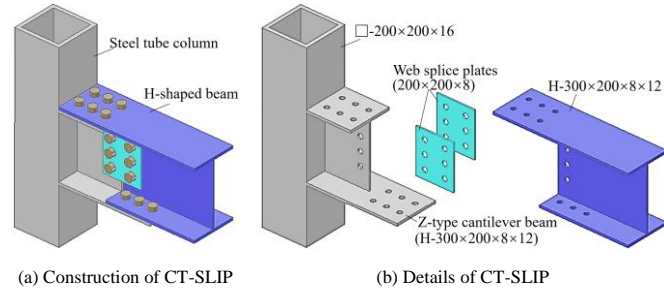 Steel tube column
H-shaped beam
□-200×200×16
Web splice plates
(200×200×8)
H-300×200×8×12
Z-type cantilever beam
(H-300×200×8×12)
(a) Construction of CT-SLIP
(b) Details of CT-SLIP